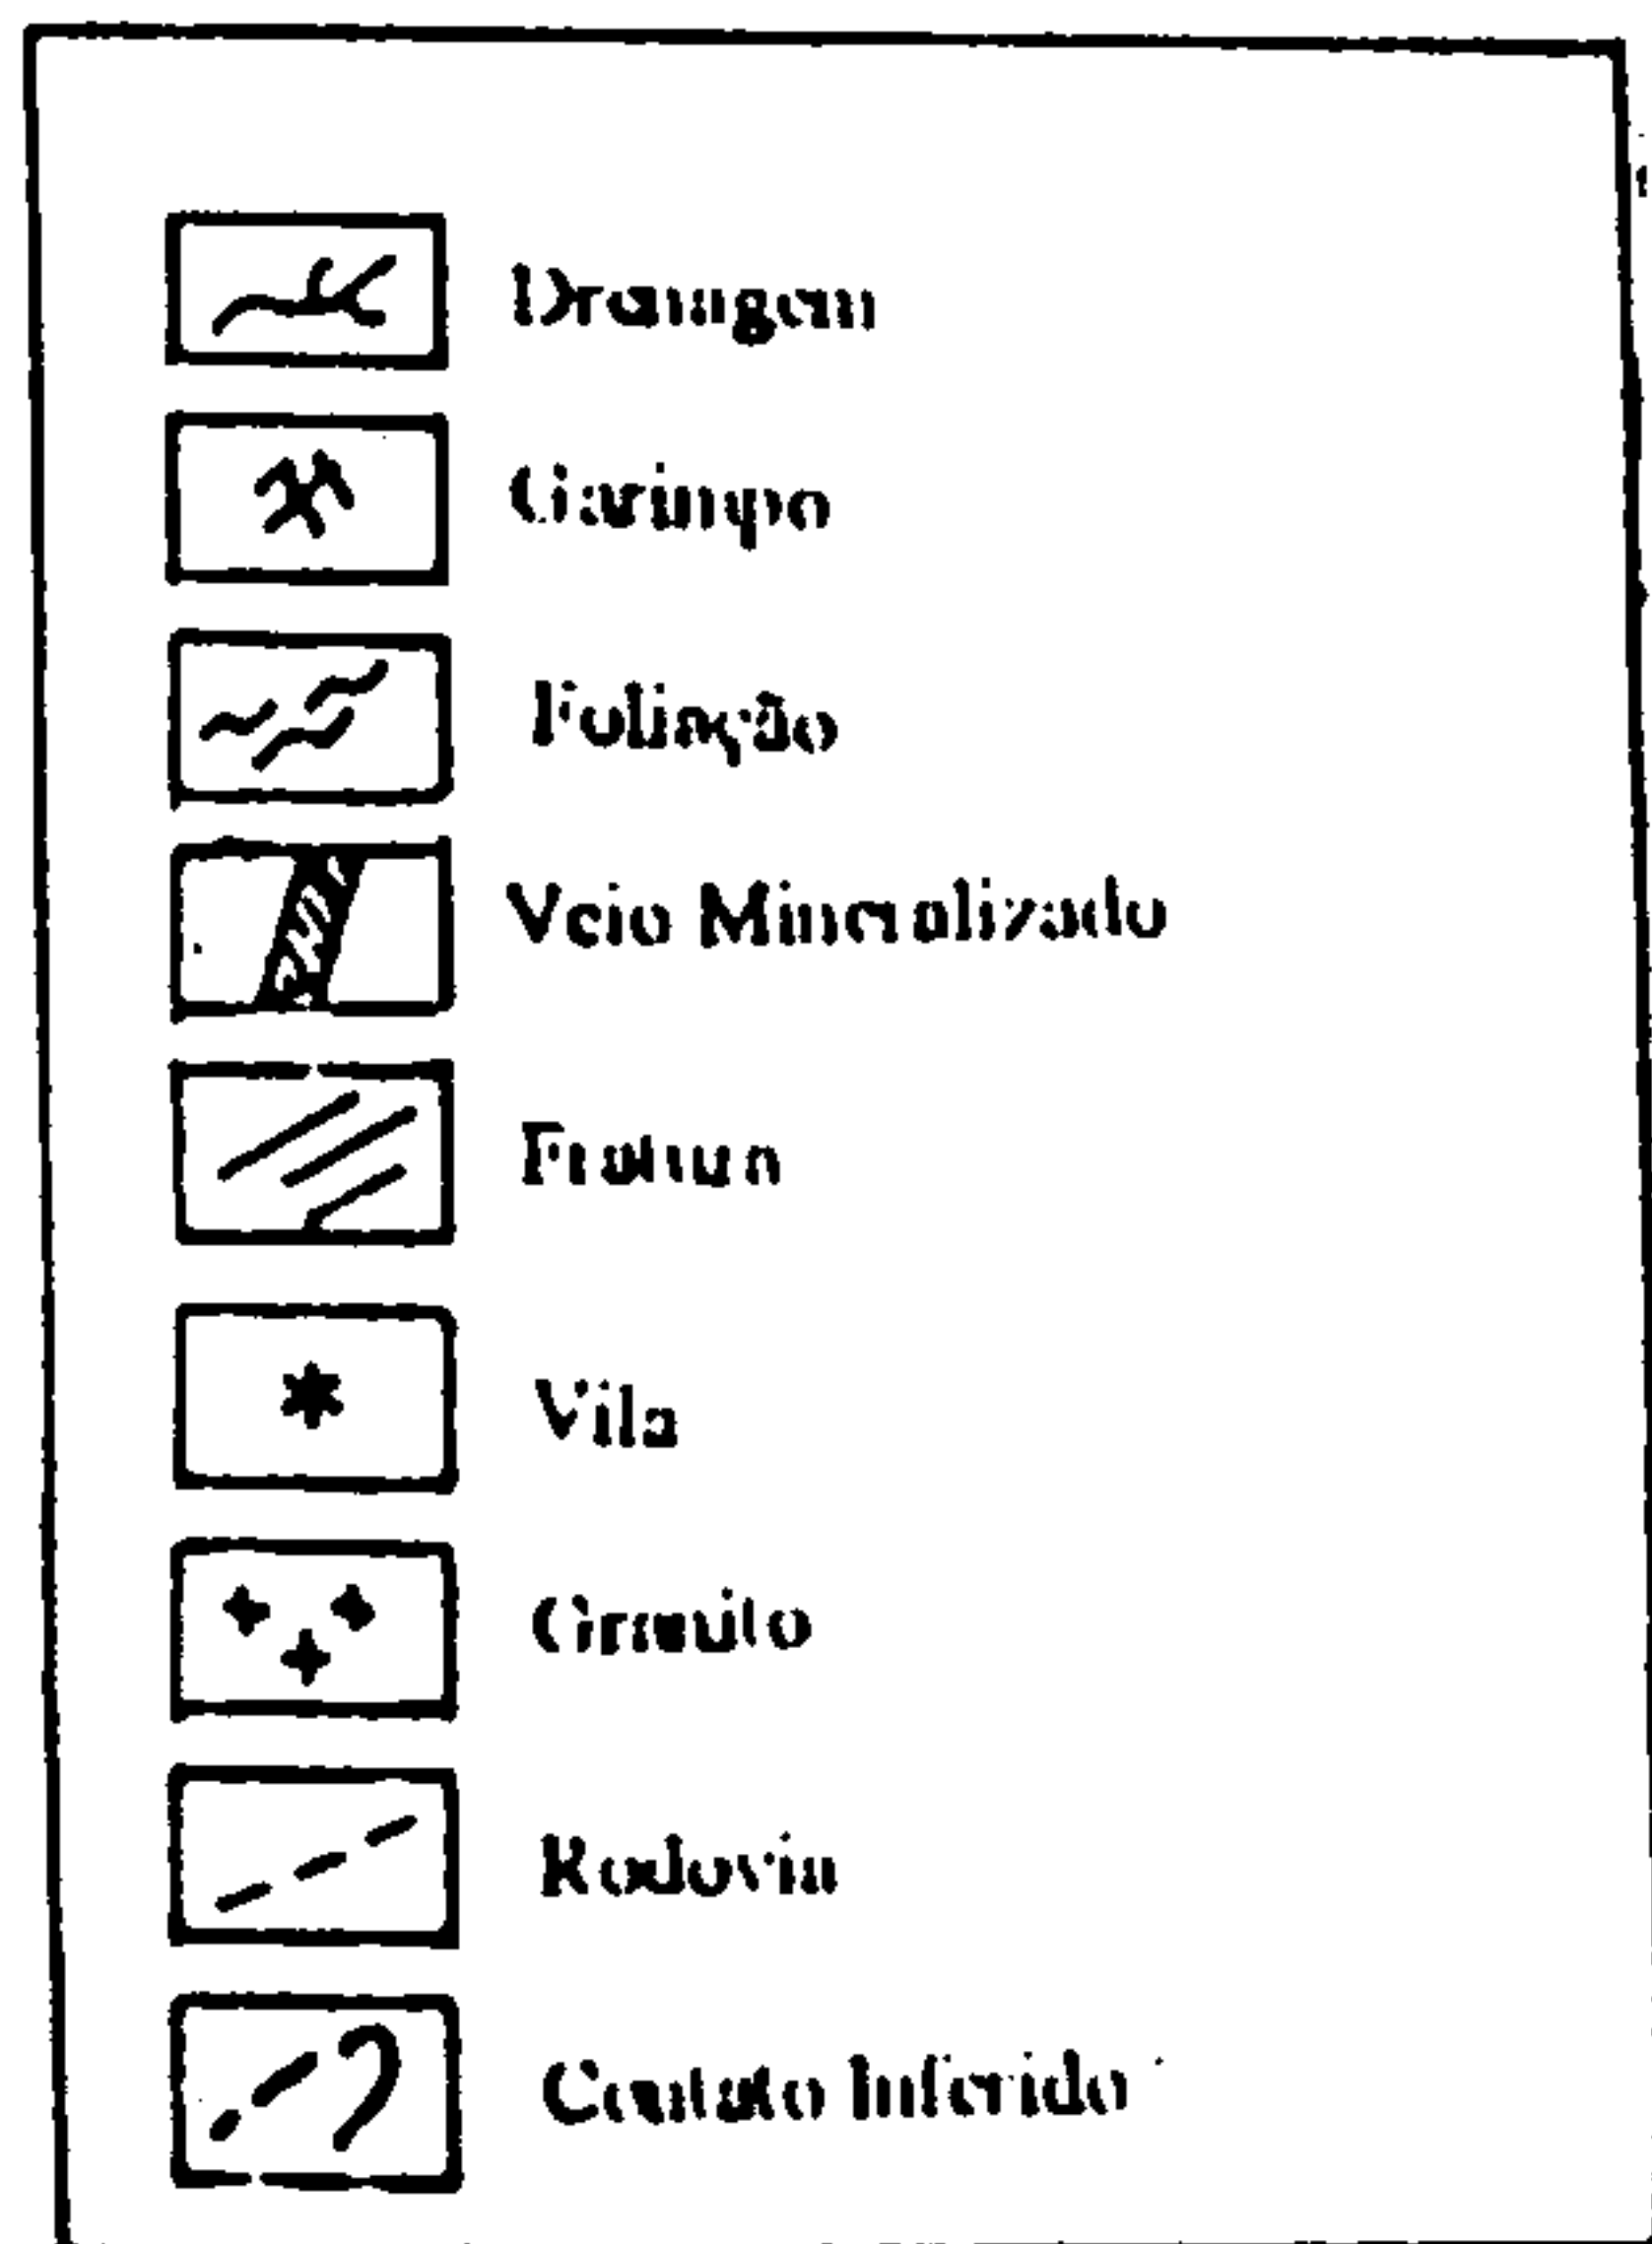 Drenagem
Garimpo
Foliação
Veio Mineralizado
Fratura
Vila
Granito
Rodovia
Contato Inferido